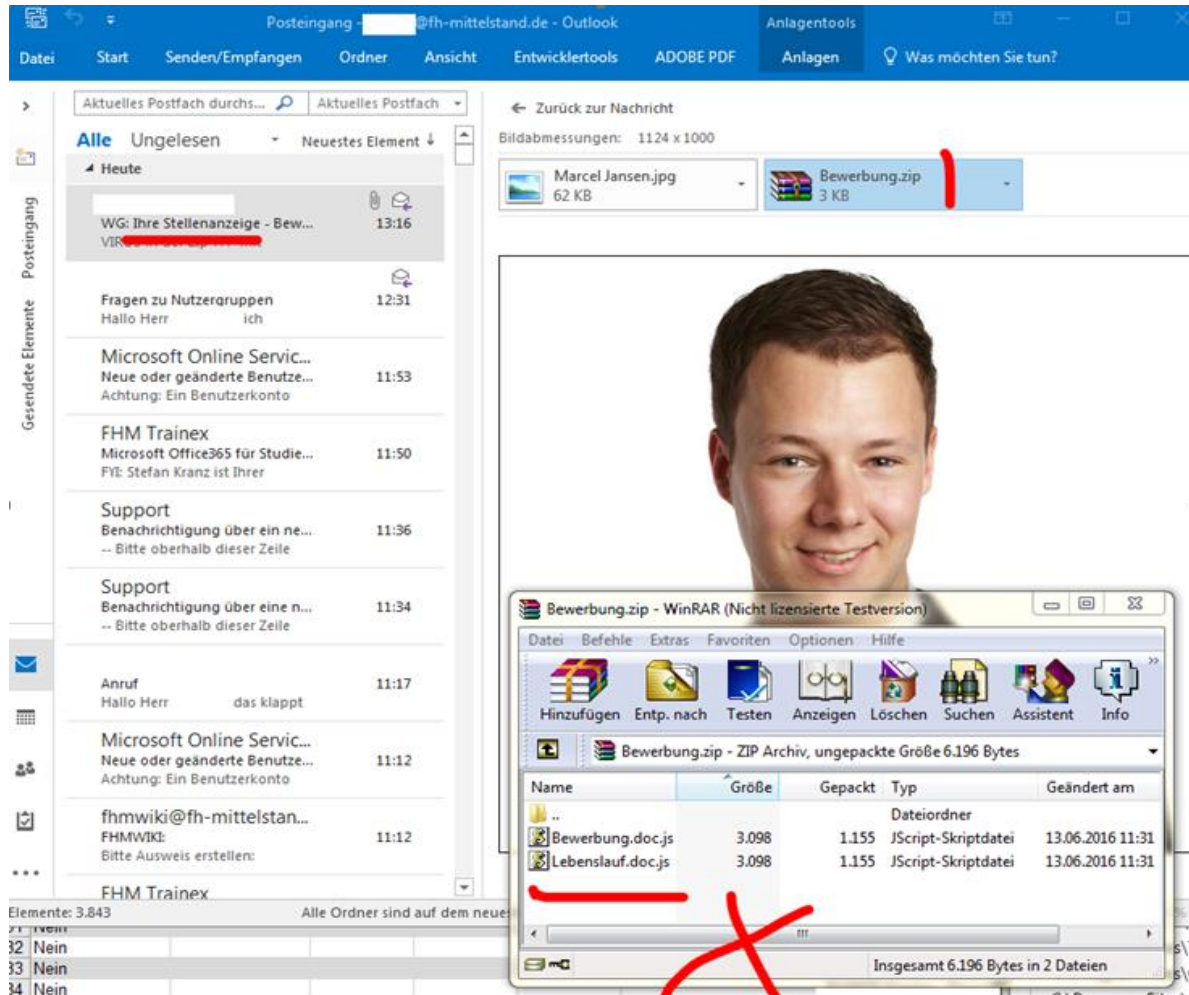 Posteingang - @fh-mittelstand.de - Outlook
Anlagentools
Datei Start Senden/Empfangen Ordner Ansicht Entwicklertools ADOBE PDF Anlagen Was möchten Sie tun?
Aktuelles Postfach durchs... Aktuelles Postfach
Alle Ungelesen Neuestes Element ↓
Heute
WG: Ihre Stellenanzeige - Bew... 13:16
Fragen zu Nutzergruppen 12:31
Hallo Herr ich
Microsoft Online Servic...
Neue oder geänderte Benutze... 11:53
Achtung: Ein Benutzerkonto
FHM Trainex
Microsoft Office365 für Studie... 11:50
FYI: Stefan Kranz ist Ihrer
Support
Benachrichtigung über ein ne... 11:36
-- Bitte oberhalb dieser Zeile
Support
Benachrichtigung über eine n... 11:34
-- Bitte oberhalb dieser Zeile
Anruf 11:17
Hallo Herr das klappt
Microsoft Online Servic...
Neue oder geänderte Benutze... 11:12
Achtung: Ein Benutzerkonto
fhmwiki@fh-mittelstan...
FHMWIKI: 11:12
Bitte Ausweis erstellen:
FHM Trainex
Posteingang
Gesendete Elemente
Zurück zur Nachricht
Bildabmessungen: 1124 x 1000
Marcel Jansen.jpg
62 KB
Bewerbung.zip
3 KB
Bewerbung.zip - WinRAR (Nicht lizensierte Testversion)
Datei Befehle Extras Favoriten Optionen Hilfe
Hinzufügen Entp. nach Testen Anzeigen Löschen Suchen Assistent Info
Bewerbung.zip - ZIP Archiv, ungepackte Größe 6.196 Bytes
Name Größe Gepackt Typ Geändert am
.. Dateiordner
Bewerbung.doc.js 3.098 1.155 JScript-Skriptdatei 13.06.2016 11:31
Lebenslauf.doc.js 3.098 1.155 JScript-Skriptdatei 13.06.2016 11:31
Insgesamt 6.196 Bytes in 2 Dateien
Elemente: 3.843 Alle Ordner sind auf dem neues
32 Nein
33 Nein
34 Nein